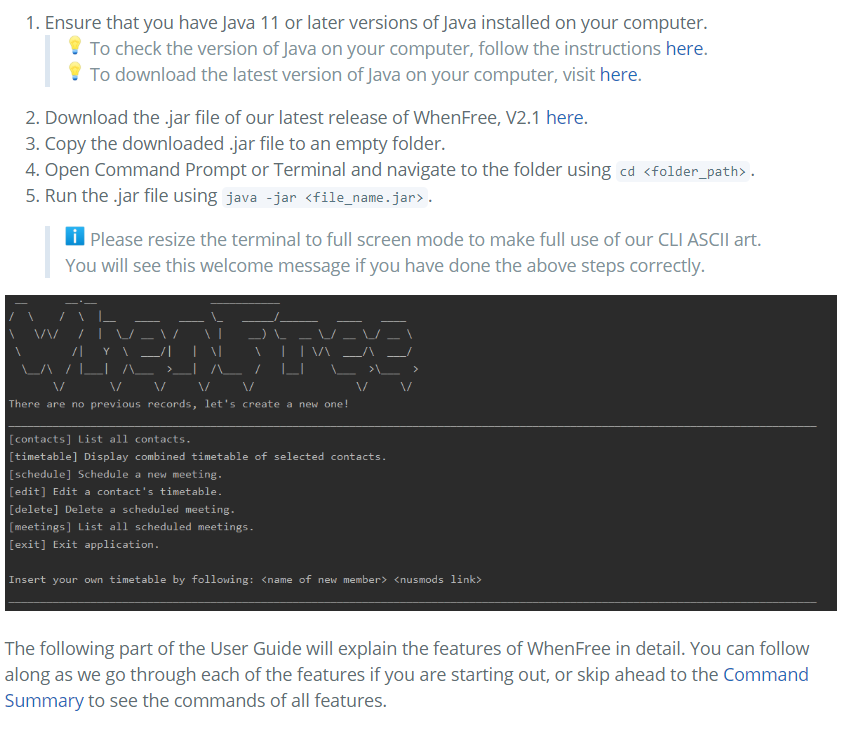 1. Ensure that you have Java 11 or later versions of Java installed on your computer.
💡 To check the version of Java on your computer, follow the instructions here.
💡 To download the latest version of Java on your computer, visit here.
2. Download the .jar file of our latest release of WhenFree, V2.1 here.
3. Copy the downloaded .jar file to an empty folder.
4. Open Command Prompt or Terminal and navigate to the folder using cd <folder_path> .
5. Run the .jar file using java -jar <file_name.jar> .
ℹ️ Please resize the terminal to full screen mode to make full use of our CLI ASCII art.
You will see this welcome message if you have done the above steps correctly.
WhenFree
There are no previous records, let's create a new one!
[contacts] List all contacts.
[timetable] Display combined timetable of selected contacts.
[schedule] Schedule a new meeting.
[edit] Edit a contact's timetable.
[delete] Delete a scheduled meeting.
[meetings] List all scheduled meetings.
[exit] Exit application.
Insert your own timetable by following: <name of new member> <nusmods link>
The following part of the User Guide will explain the features of WhenFree in detail. You can follow
along as we go through each of the features if you are starting out, or skip ahead to the Command
Summary to see the commands of all features.